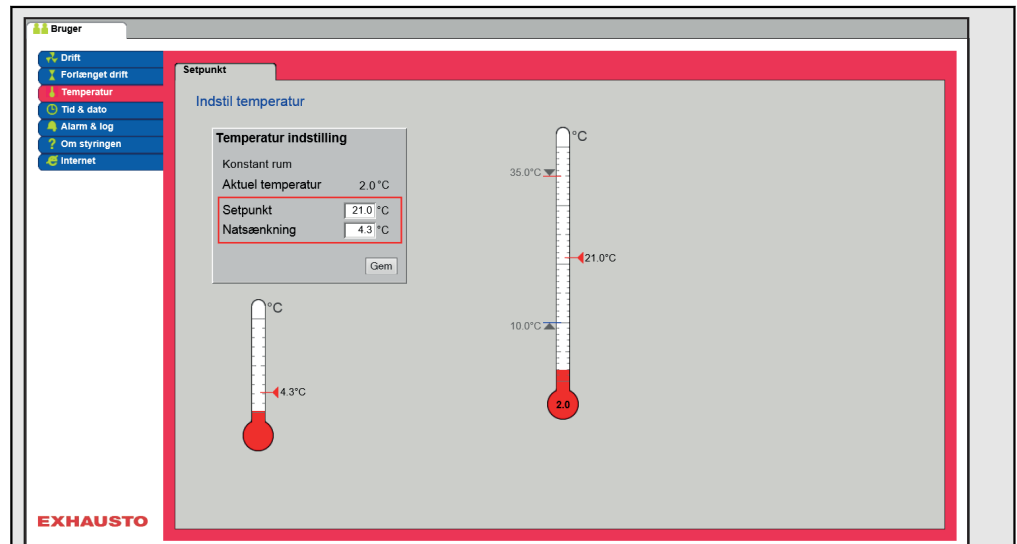 Bruger
Drift
Forlænget drift
Temperatur
Tid & dato
Alarm & log
? Om styringen
Internet
Setpunkt
Indstil temperatur
Temperatur indstilling
Konstant rum
Aktuel temperatur 2.0 °C
Setpunkt 21.0 °C
Natsænkning 4.3 °C
Gem
°C
4.3°C
°C
35.0°C
21.0°C
10.0°C
2.0
EXHAUSTO